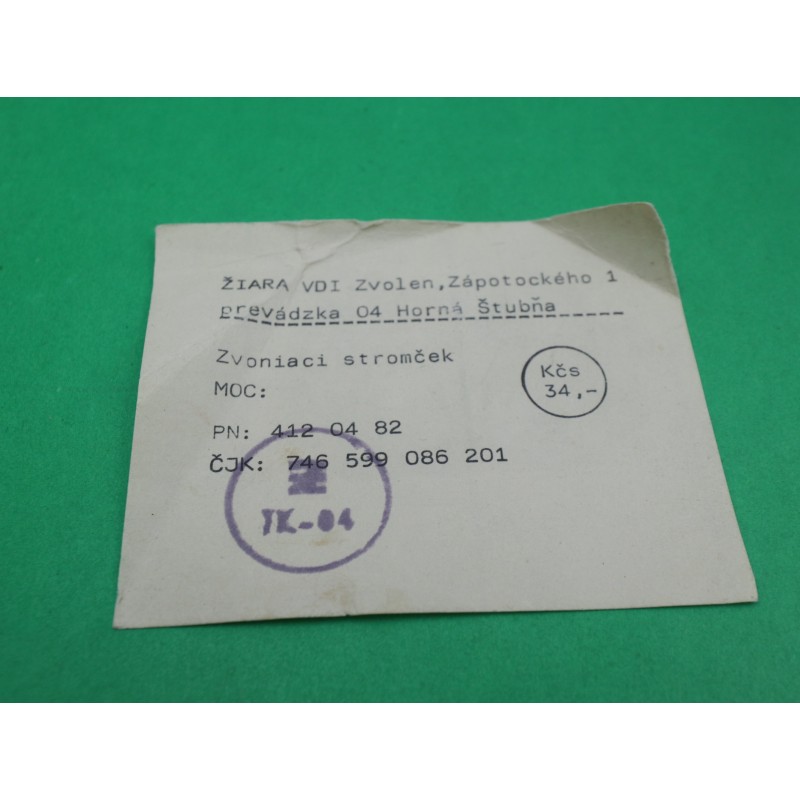 ŽIARA VDI Zvolen,Zápotockého 1
prevádzka 04 Horná Štubňa
Zvoniaci stromček
MOC:
Kčs
34,-
PN: 412 04 82
ČJK: 746 599 086 201
TK-04